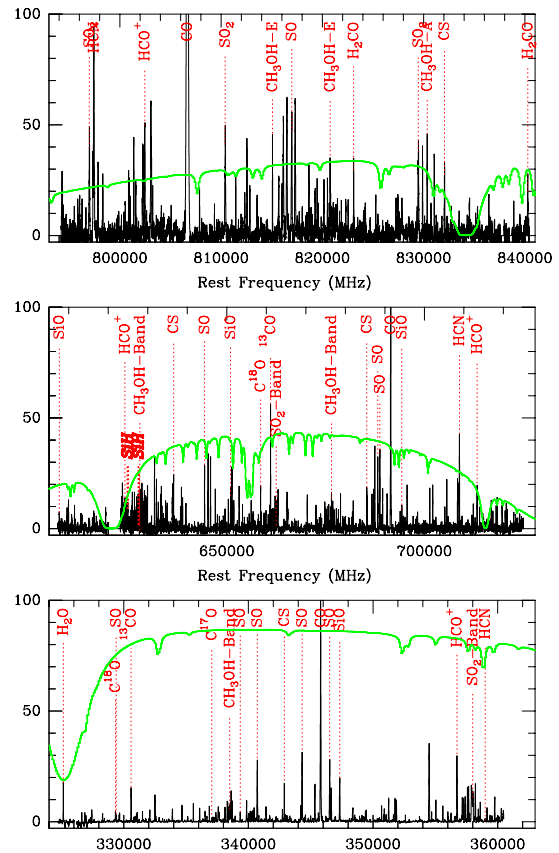 100
50
0
SO2
HCN
HCO+
CO
SO2
CH3OH-E
SO
CH3OH-E
H2CO
SO2
CH3OH-A
CS
H2CO
800000
810000
820000
830000
840000
Rest Frequency (MHz)
100
50
0
SiO
HCO+
CH3OH-Band
CS
SO
SiO
C18O
13CO
SO2-Band
CH3OH-Band
CS
SO
SO
CO
SiO
HCN
HCO+
650000
700000
Rest Frequency (MHz)
100
50
0
H2O
C18O
SO
13CO
C17O
CH3OH-Band
SO
SO
CS
SO
CO
SO
SiO
HCO+
SO2-Band
HCN
330000
340000
350000
360000